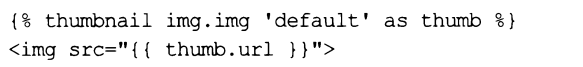 {% thumbnail img.img 'default' as thumb %}
<img src="{{ thumb.url }}">